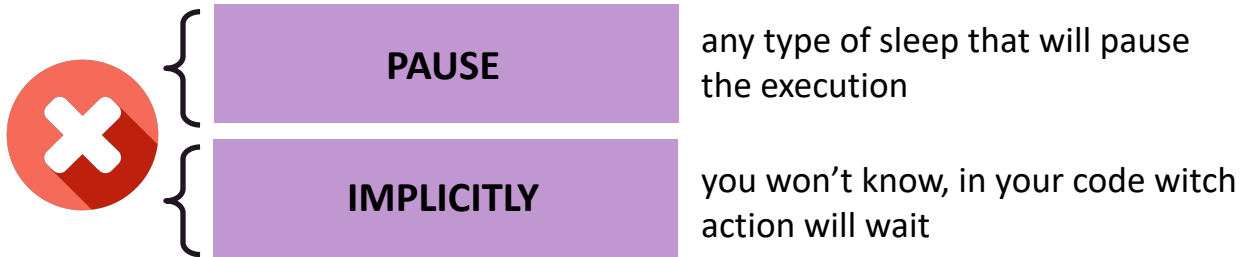 PAUSE
any type of sleep that will pause
the execution
IMPLICITLY
you won’t know, in your code witch
action will wait